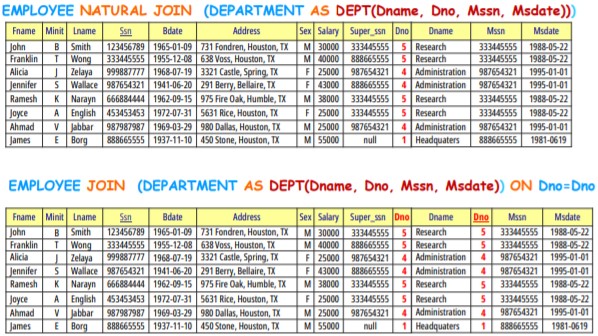 EMPLOYEE NATURAL JOIN (DEPARTMENT AS DEPT(Dname, Dno, Mssn, Msdate))
Fname Minit Lname Ssn Bdate Address Sex Salary Super_ssn Dno Dname Mssn Msdate
John B Smith 123456789 1965-01-09 731 Fondren, Houston, TX M 30000 333445555 5 Research 333445555 1988-05-22
Franklin T Wong 333445555 1955-12-08 638 Voss, Houston, TX M 40000 888665555 5 Research 333445555 1988-05-22
Alicia J Zelaya 999887777 1968-07-19 3321 Castle, Spring, TX F 25000 987654321 4 Administration 987654321 1995-01-01
Jennifer S Wallace 987654321 1941-06-20 291 Berry, Bellaire, TX F 43000 888665555 4 Administration 987654321 1995-01-01
Ramesh K Narayn 666884444 1962-09-15 975 Fire Oak, Humble, TX M 38000 333445555 5 Research 333445555 1988-05-22
Joyce A English 453453453 1972-07-31 5631 Rice, Houston, TX F 25000 333445555 5 Research 333445555 1988-05-22
Ahmad V Jabbar 987987987 1969-03-29 980 Dallas, Houston, TX M 25000 987654321 4 Administration 987654321 1995-01-01
James E Borg 888665555 1937-11-10 450 Stone, Houston, TX M 55000 null 1 Headquaters 888665555 1981-0619
EMPLOYEE JOIN (DEPARTMENT AS DEPT(Dname, Dno, Mssn, Msdate)) ON Dno=Dno
Fname Minit Lname Ssn Bdate Address Sex Salary Super_ssn Dno Dname Dno Mssn Msdate
John B Smith 123456789 1965-01-09 731 Fondren, Houston, TX M 30000 333445555 5 Research 5 333445555 1988-05-22
Franklin T Wong 333445555 1955-12-08 638 Voss, Houston, TX M 40000 888665555 5 Research 5 333445555 1988-05-22
Alicia J Zelaya 999887777 1968-07-19 3321 Castle, Spring, TX F 25000 987654321 4 Administration 4 987654321 1995-01-01
Jennifer S Wallace 987654321 1941-06-20 291 Berry, Bellaire, TX F 43000 888665555 4 Administration 4 987654321 1995-01-01
Ramesh K Narayn 666884444 1962-09-15 975 Fire Oak, Humble, TX M 38000 333445555 5 Research 5 333445555 1988-05-22
Joyce A English 453453453 1972-07-31 5631 Rice, Houston, TX F 25000 333445555 5 Research 5 333445555 1988-05-22
Ahmad V Jabbar 987987987 1969-03-29 980 Dallas, Houston, TX M 25000 987654321 4 Administration 4 987654321 1995-01-01
James E Borg 888665555 1937-11-10 450 Stone, Houston, TX M 55000 null 1 Headquaters 1 888665555 1981-0619